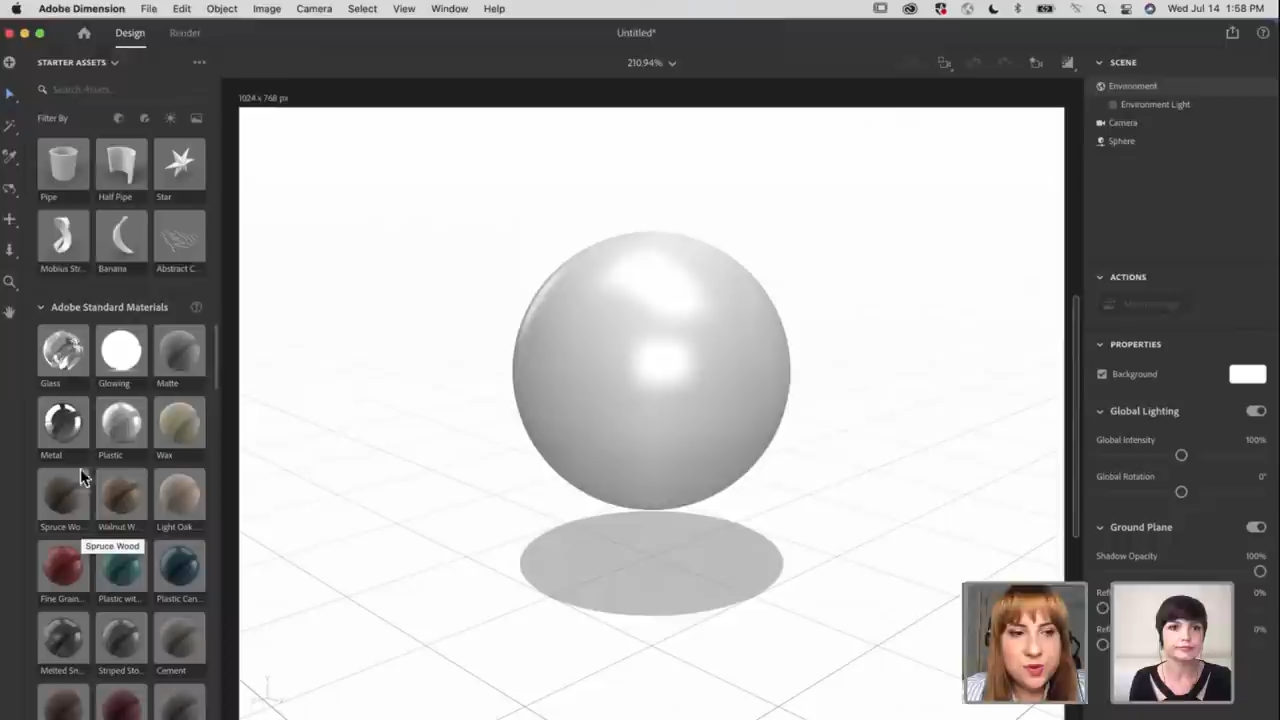 Adobe Dimension File Edit Object Image Camera Select View Window Help Wed Jul 14 1:58 PM
Design Render Untitled*
STARTER ASSETS 210.94% SCENE
Search Assets...
Environment
1024 x 768 px
Environment Light
Filter By
Camera
Sphere
Pipe Half Pipe Star
Mobius Str... Banana Abstract C...
ACTIONS
Adobe Standard Materials
PROPERTIES
Background
Glass Glowing Matte
Global Lighting
Global Intensity 100%
Metal Plastic Wax
Global Rotation 0°
Spruce Wo... Walnut W... Light Oak...
Ground Plane
Spruce Wood
Shadow Opacity 100%
Fine Grain... Plastic wit... Plastic Can...
0%
0%
Melted Sn... Striped Sto... Cement